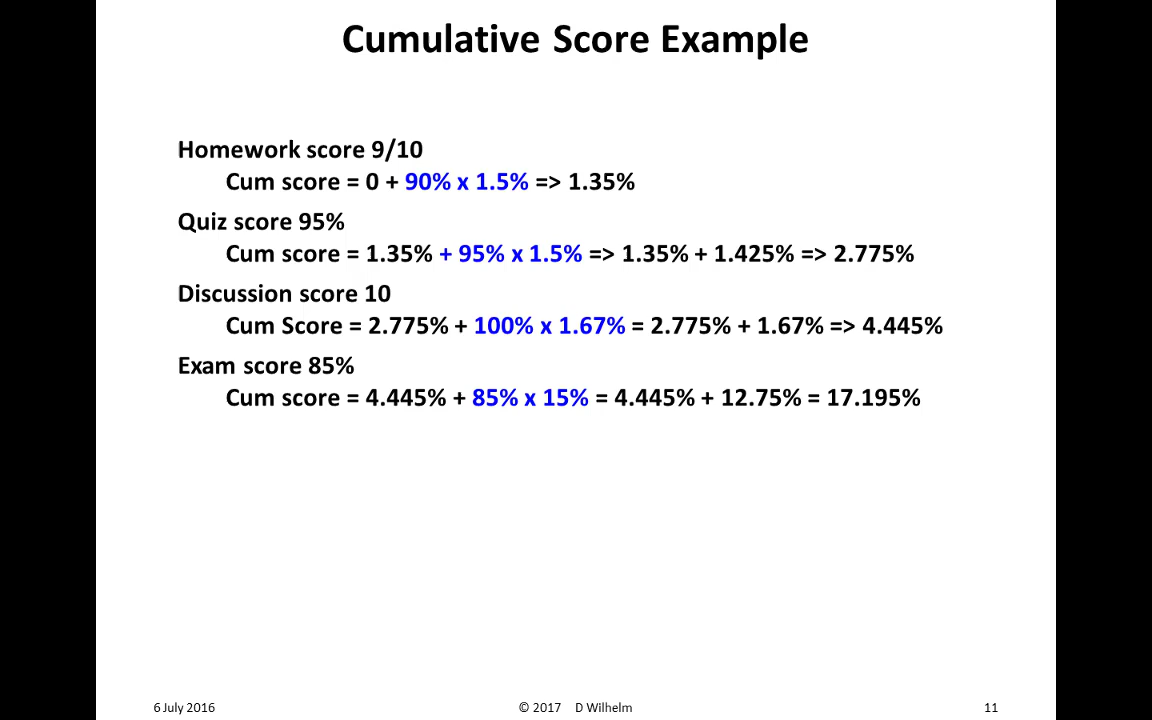 Cumulative Score Example
Homework score 9/10
Cum score = 0 + 90% x 1.5% => 1.35%
Quiz score 95%
Cum score = 1.35% + 95% x 1.5% => 1.35% + 1.425% => 2.775%
Discussion score 10
Cum Score = 2.775% + 100% x 1.67% = 2.775% + 1.67% => 4.445%
Exam score 85%
Cum score = 4.445% + 85% x 15% = 4.445% + 12.75% = 17.195%
6 July 2016 © 2017 D Wilhelm 11